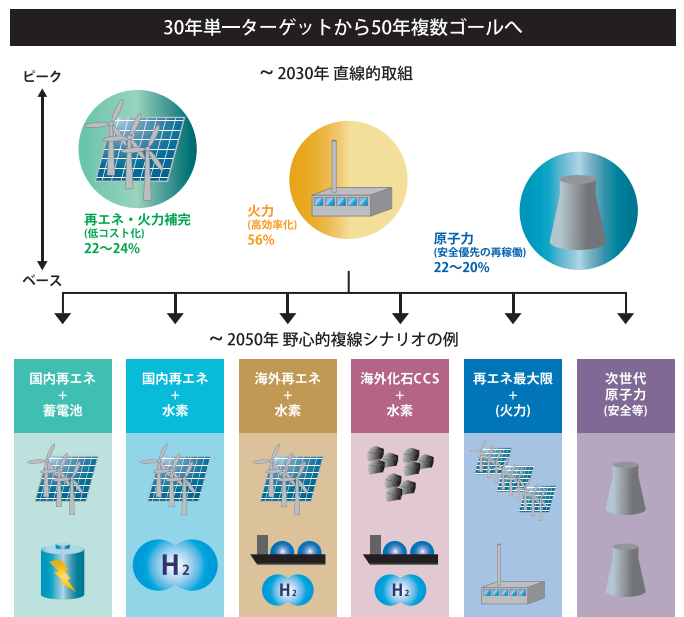 30年単一ターゲットから50年複数ゴールへ
ピーク
～ 2030年 直線的取組
再エネ・火力補完
(低コスト化)
22～24%
火力
(高効率化)
56%
原子力
(安全優先の再稼働)
22～20%
ベース
～ 2050年 野心的複線シナリオの例
国内再エネ
+
蓄電池
国内再エネ
+
水素
海外再エネ
+
水素
海外化石CCS
+
水素
再エネ最大限
+
(火力)
次世代
原子力
(安全等)
H2
H2
H2